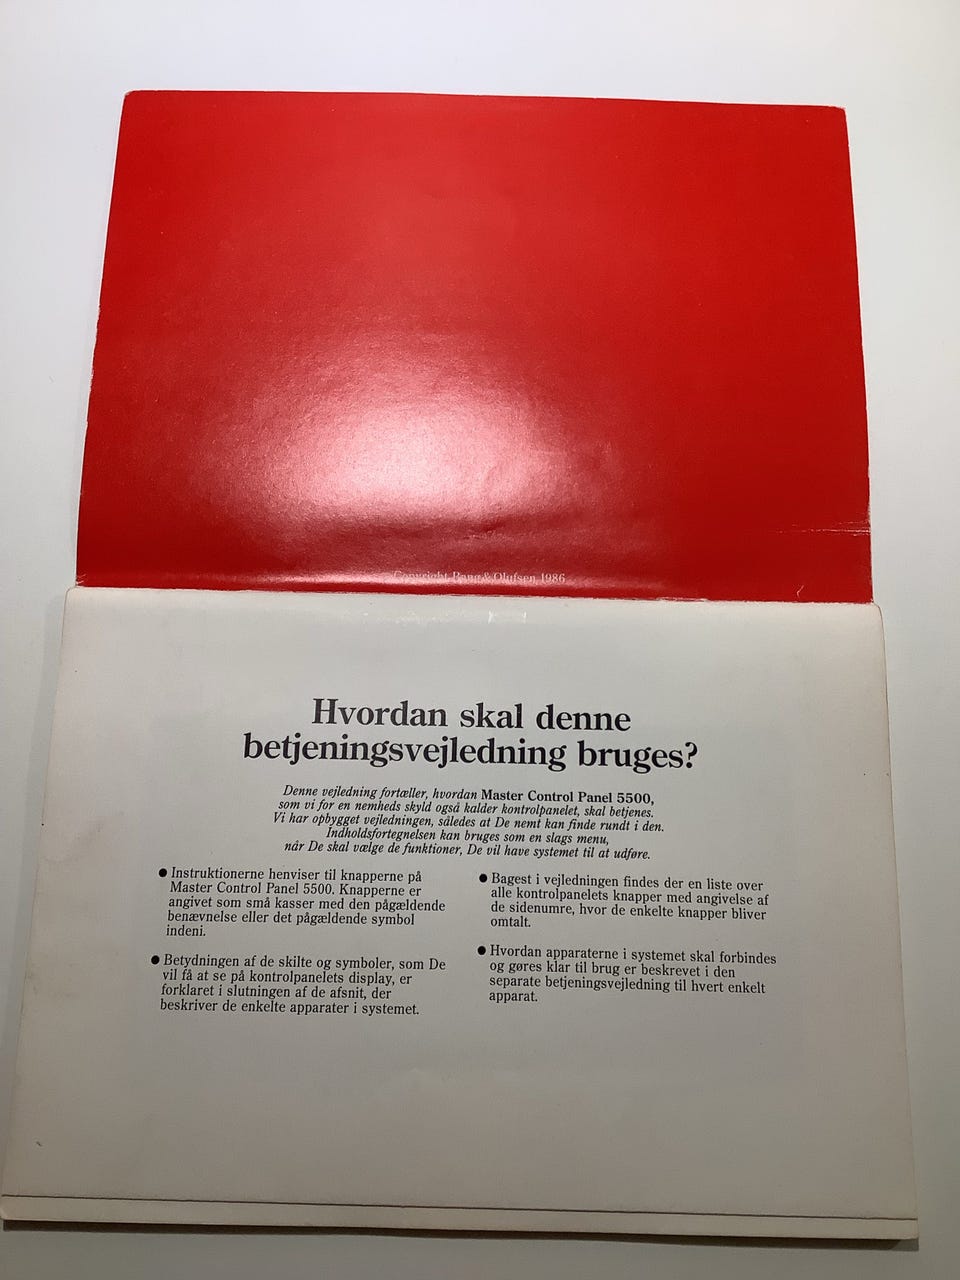 Copyright Bang & Olufsen 1986
Hvordan skal denne
betjeningsvejledning bruges?
Denne vejledning fortæller, hvordan Master Control Panel 5500,
som vi for en nemheds skyld også kalder kontrolpanelet, skal betjenes.
Vi har opbygget vejledningen, således at De nemt kan finde rundt i den.
Indholdsfortegnelsen kan bruges som en slags menu,
når De skal vælge de funktioner, De vil have systemet til at udføre.
● Instruktionerne henviser til knapperne på
Master Control Panel 5500. Knapperne er
angivet som små kasser med den pågældende
benævnelse eller det pågældende symbol
indeni.
● Betydningen af de skilte og symboler, som De
vil få at se på kontrolpanelets display, er
forklaret i slutningen af de afsnit, der
beskriver de enkelte apparater i systemet.
● Bagest i vejledningen findes der en liste over
alle kontrolpanelets knapper med angivelse af
de sidenumre, hvor de enkelte knapper bliver
omtalt.
● Hvordan apparaterne i systemet skal forbindes
og gøres klar til brug er beskrevet i den
separate betjeningsvejledning til hvert enkelt
apparat.